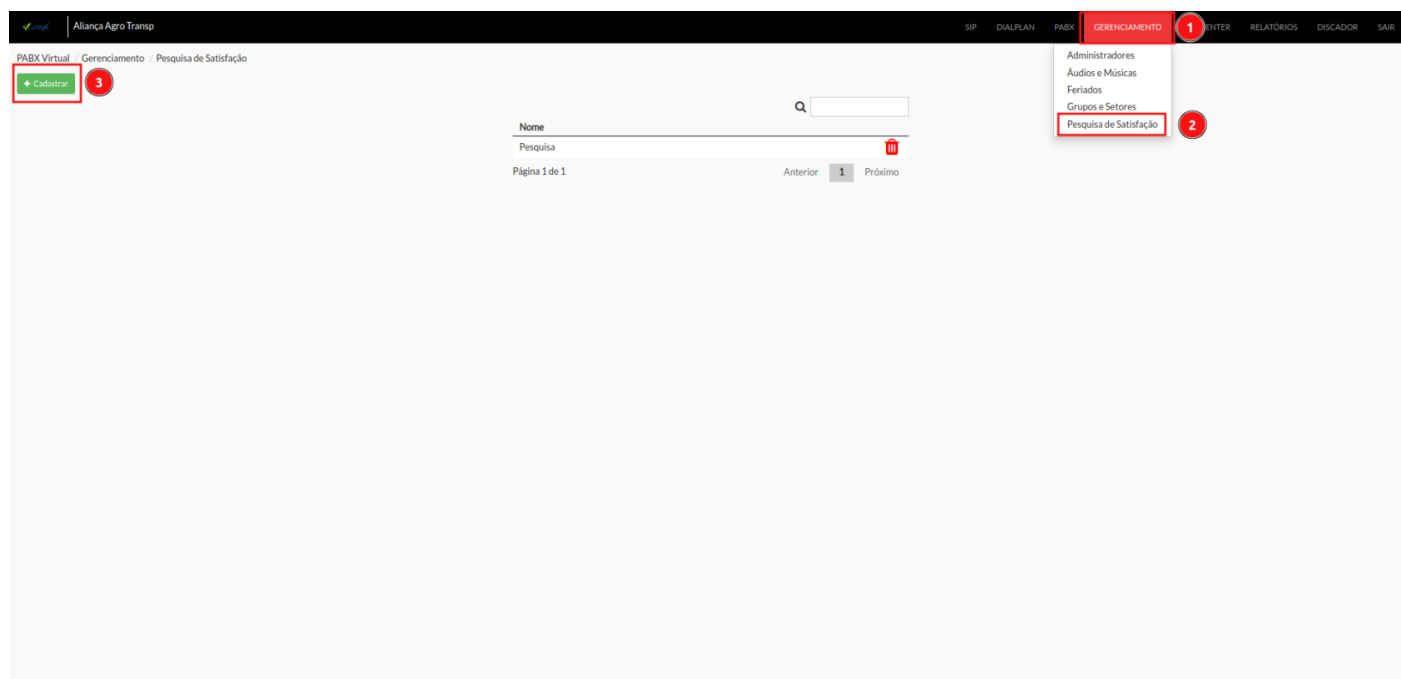 Aliança Agro Transp
SIP DIALPLAN PABX GERENCIAMENTO 1 ENTER RELATÓRIOS DISCADOR SAIR
PABX Virtual / Gerenciamento / Pesquisa de Satisfação
+ Cadastrar 3
Administradores
Áudios e Músicas
Feriados
Grupos e Setores
Pesquisa de Satisfação 2
Nome
Pesquisa
Página 1 de 1 Anterior 1 Próximo